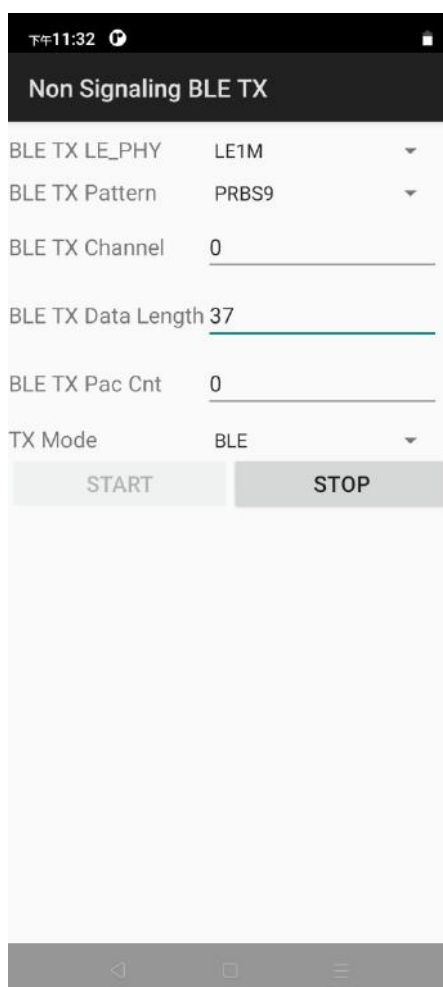 下午11:32
Non Signaling BLE TX
BLE TX LE_PHY LE1M
BLE TX Pattern PRBS9
BLE TX Channel 0
BLE TX Data Length 37
BLE TX Pac Cnt 0
TX Mode BLE
START STOP